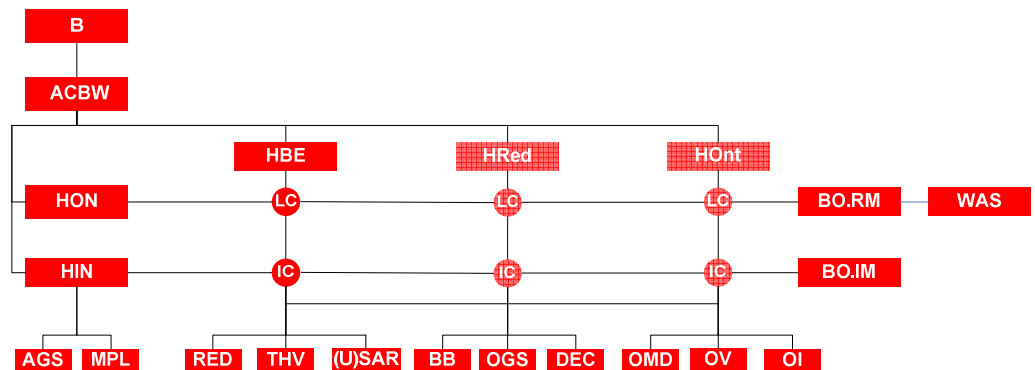 B
ACBW
HBE
HRed
HOnt
HON
LC
LC
LC
BO.RM
WAS
HIN
IC
IC
IC
BO.IM
AGS
MPL
RED
THV
(U)SAR
BB
OGS
DEC
OMD
OV
OI